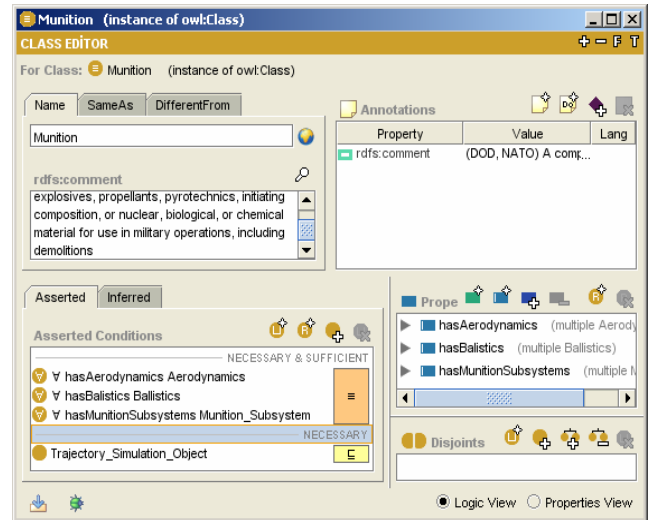 Munition (instance of owl:Class)
CLASS EDİTOR
F T
For Class: Munition (instance of owl:Class)
Name SameAs DifferentFrom
Munition
rdfs:comment
explosives, propellants, pyrotechnics, initiating
composition, or nuclear, biological, or chemical
material for use in military operations, including
demolitions
Annotations
Property Value Lang
rdfs:comment (DOD, NATO) A comp...
Asserted Inferred
Asserted Conditions
NECESSARY & SUFFICIENT
∀ hasAerodynamics Aerodynamics
∀ hasBalistics Ballistics
∀ hasMunitionSubsystems Munition_Subsystem
≡
NECESSARY
Trajectory_Simulation_Object
⊑
Prope
hasAerodynamics (multiple Aerody
hasBalistics (multiple Ballistics)
hasMunitionSubsystems (multiple M
Disjoints
Logic View Properties View